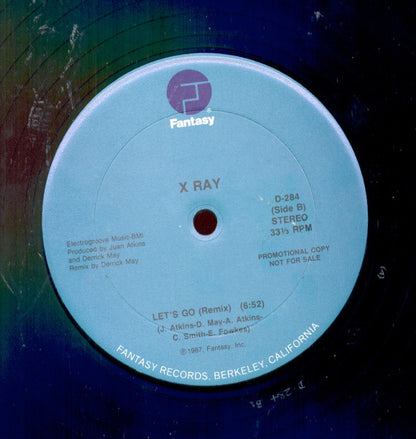 Fantasy®
X RAY
D-284
(Side B)
STEREO
33⅓ RPM
Electrogroove Music-BMI
Produced by Juan Atkins
and Derrick May
Remix by Derrick May
PROMOTIONAL COPY
NOT FOR SALE
LET'S GO (Remix) (6:52)
(J. Atkins-D. May-A. Atkins-
C. Smith-E. Fowkes)
℗1987, Fantasy, Inc.
FANTASY RECORDS, BERKELEY, CALIFORNIA